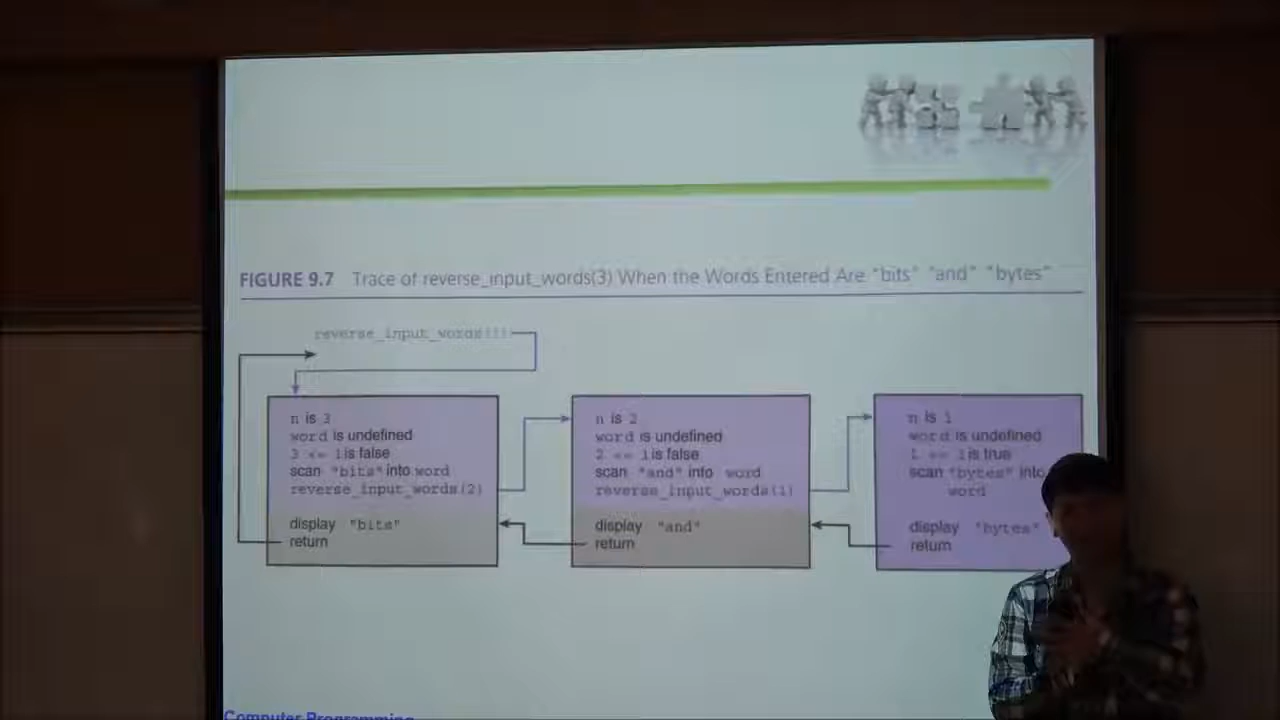 FIGURE 9.7 Trace of reverse_input_words(3) When the Words Entered Are "bits" "and" "bytes"
reverse_input_words(3)
n is 3
word is undefined
3 <= 1 is false
scan "bits" into word
reverse_input_words(2)
display "bits"
return
n is 2
word is undefined
2 <= 1 is false
scan "and" into word
reverse_input_words(1)
display "and"
return
n is 1
word is undefined
1 <= 1 is true
scan "bytes" into
word
display "bytes"
return
Computer Programming